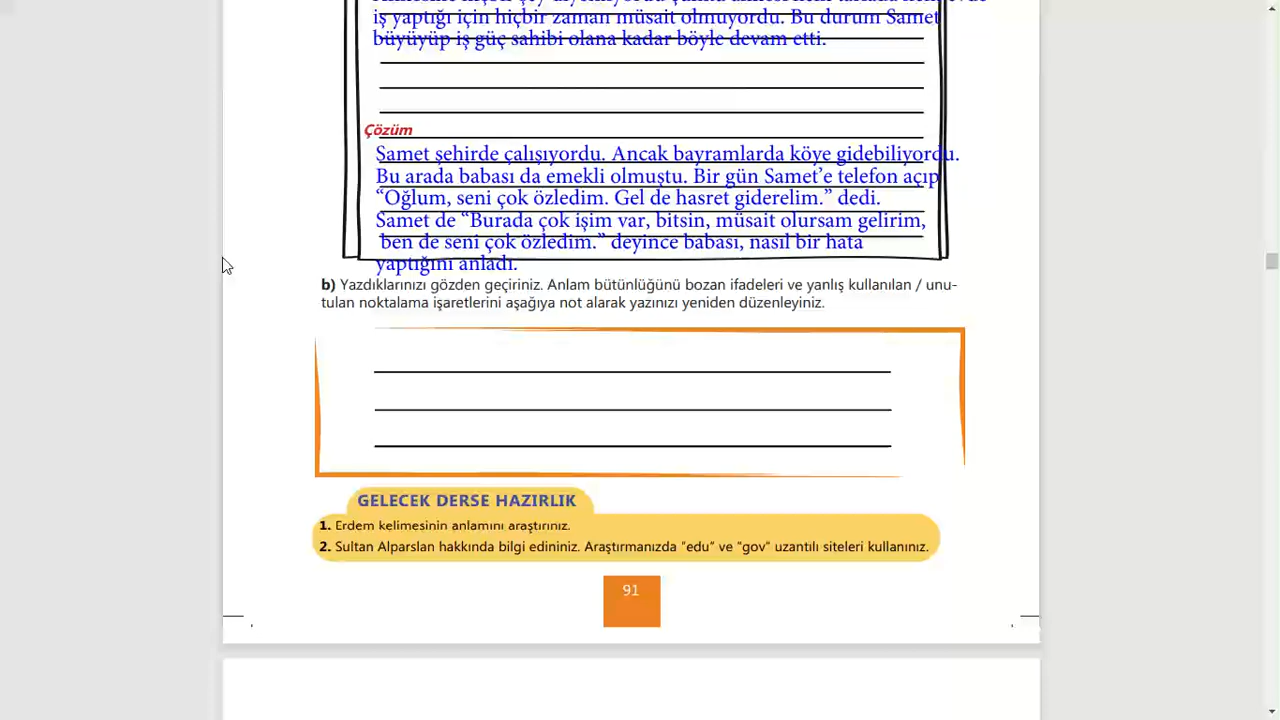 iş yaptığı için hiçbir zaman müsait olmuyordu. Bu durum Samet
büyüyüp iş güç sahibi olana kadar böyle devam etti.
Çözüm
Samet şehirde çalışıyordu. Ancak bayramlarda köye gidebiliyordu.
Bu arada babası da emekli olmuştu. Bir gün Samet’e telefon açıp
“Oğlum, seni çok özledim. Gel de hasret giderelim.” dedi.
Samet de “Burada çok işim var, bitsin, müsait olursam gelirim,
ben de seni çok özledim.” deyince babası, nasıl bir hata
yaptığını anladı.
b) Yazdıklarınızı gözden geçiriniz. Anlam bütünlüğünü bozan ifadeleri ve yanlış kullanılan / unu-
tulan noktalama işaretlerini aşağıya not alarak yazınızı yeniden düzenleyiniz.
GELECEK DERSE HAZIRLIK
1. Erdem kelimesinin anlamını araştırınız.
2. Sultan Alparslan hakkında bilgi edininiz. Araştırmanızda “edu” ve “gov” uzantılı siteleri kullanınız.
91